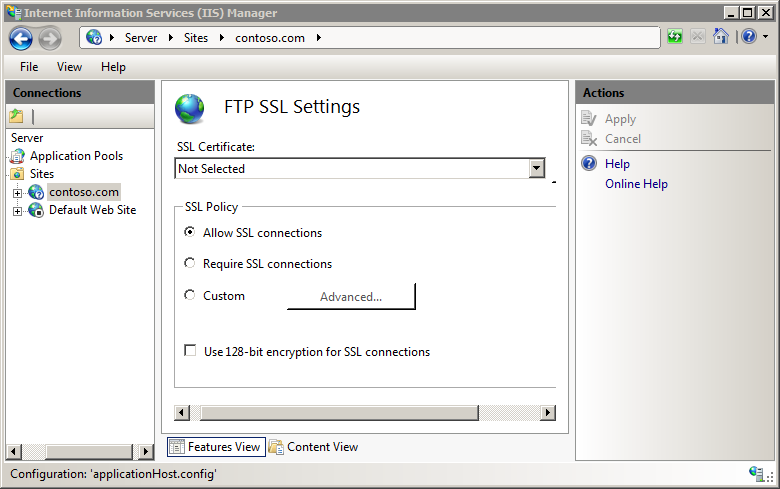 Internet Information Services (IIS) Manager
Server
Sites
contoso.com
File View Help
Connections
Server
Application Pools
Sites
contoso.com
Default Web Site
FTP SSL Settings
SSL Certificate:
Not Selected
SSL Policy
Allow SSL connections
Require SSL connections
Custom
Advanced...
Use 128-bit encryption for SSL connections
Features View
Content View
Actions
Apply
Cancel
Help
Online Help
Configuration: 'applicationHost.config'